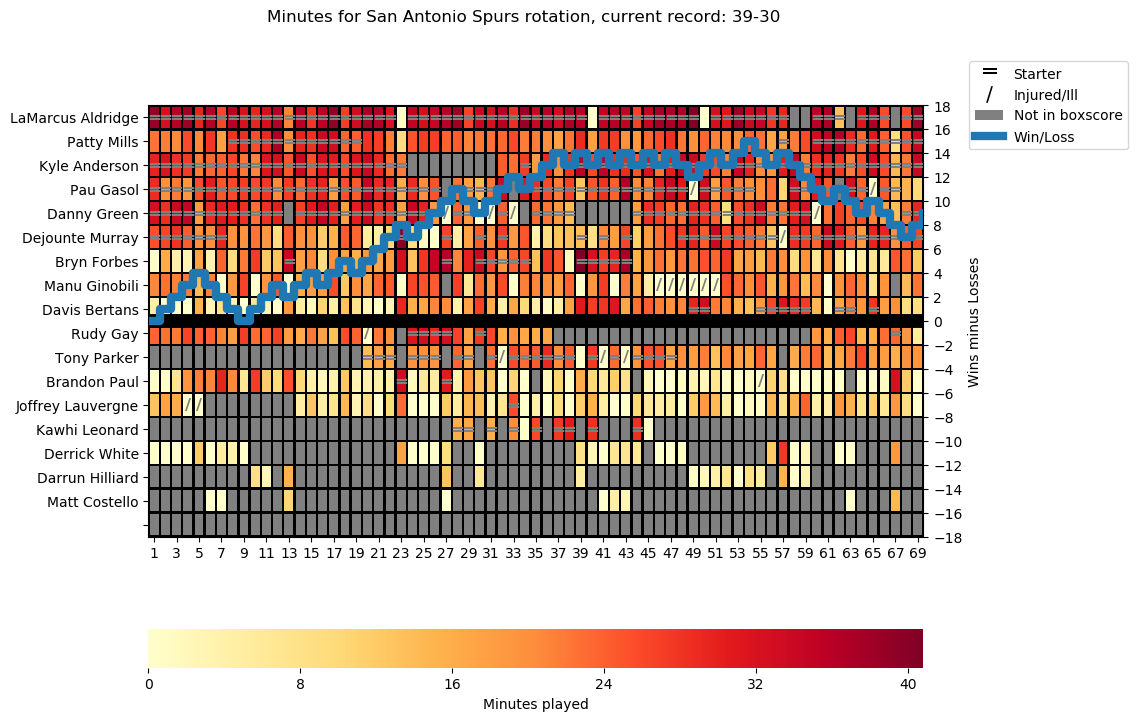 Minutes for San Antonio Spurs rotation, current record: 39-30
= Starter
/ Injured/Ill
Not in boxscore
Win/Loss
LaMarcus Aldridge
Patty Mills
Kyle Anderson
Pau Gasol
Danny Green
Dejounte Murray
Bryn Forbes
Manu Ginobili
Davis Bertans
Rudy Gay
Tony Parker
Brandon Paul
Joffrey Lauvergne
Kawhi Leonard
Derrick White
Darrun Hilliard
Matt Costello
18
16
14
12
10
8
6
4
2
0
−2
−4
−6
−8
−10
−12
−14
−16
−18
Wins minus Losses
1 3 5 7 9 11 13 15 17 19 21 23 25 27 29 31 33 35 37 39 41 43 45 47 49 51 53 55 57 59 61 63 65 67 69
0 8 16 24 32 40
Minutes played